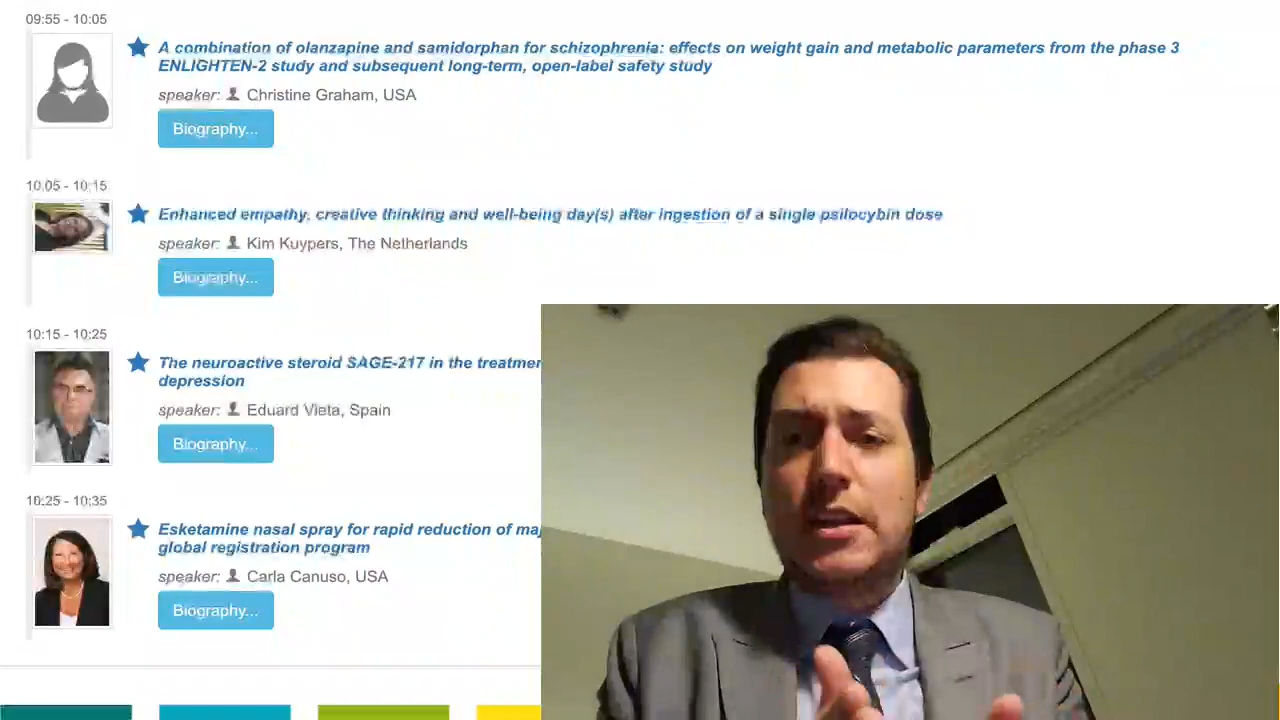 09:55 - 10:05
A combination of olanzapine and samidorphan for schizophrenia: effects on weight gain and metabolic parameters from the phase 3
ENLIGHTEN-2 study and subsequent long-term, open-label safety study
speaker: Christine Graham, USA
Biography...
10:05 - 10:15
Enhanced empathy, creative thinking and well-being day(s) after ingestion of a single psilocybin dose
speaker: Kim Kuypers, The Netherlands
Biography...
10:15 - 10:25
The neuroactive steroid SAGE-217 in the
depression
speaker: Eduard Vieta, Spain
Biography...
10:25 - 10:35
Esketamine nasal spray for rapid reduction of
global registration program
speaker: Carla Canuso, USA
Biography...